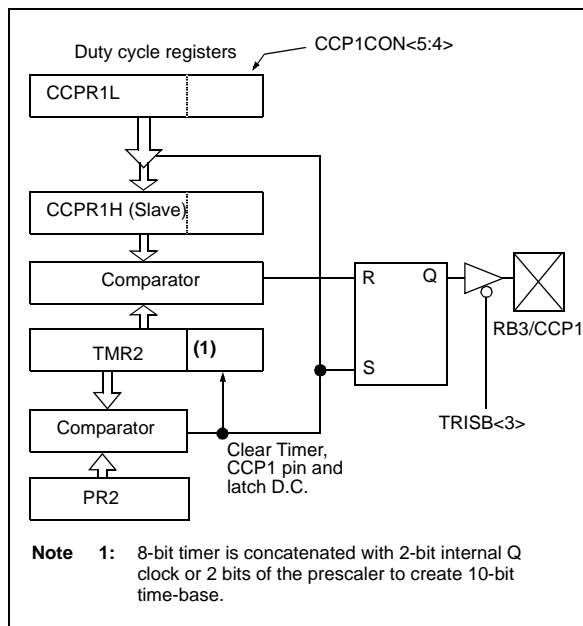 Duty cycle registers
CCP1CON<5:4>
CCPR1L
CCPR1H (Slave)
Comparator
R
Q
RB3/CCP1
TMR2
(1)
S
TRISB<3>
Comparator
Clear Timer,
CCP1 pin and
latch D.C.
PR2
Note 1: 8-bit timer is concatenated with 2-bit internal Q
clock or 2 bits of the prescaler to create 10-bit
time-base.